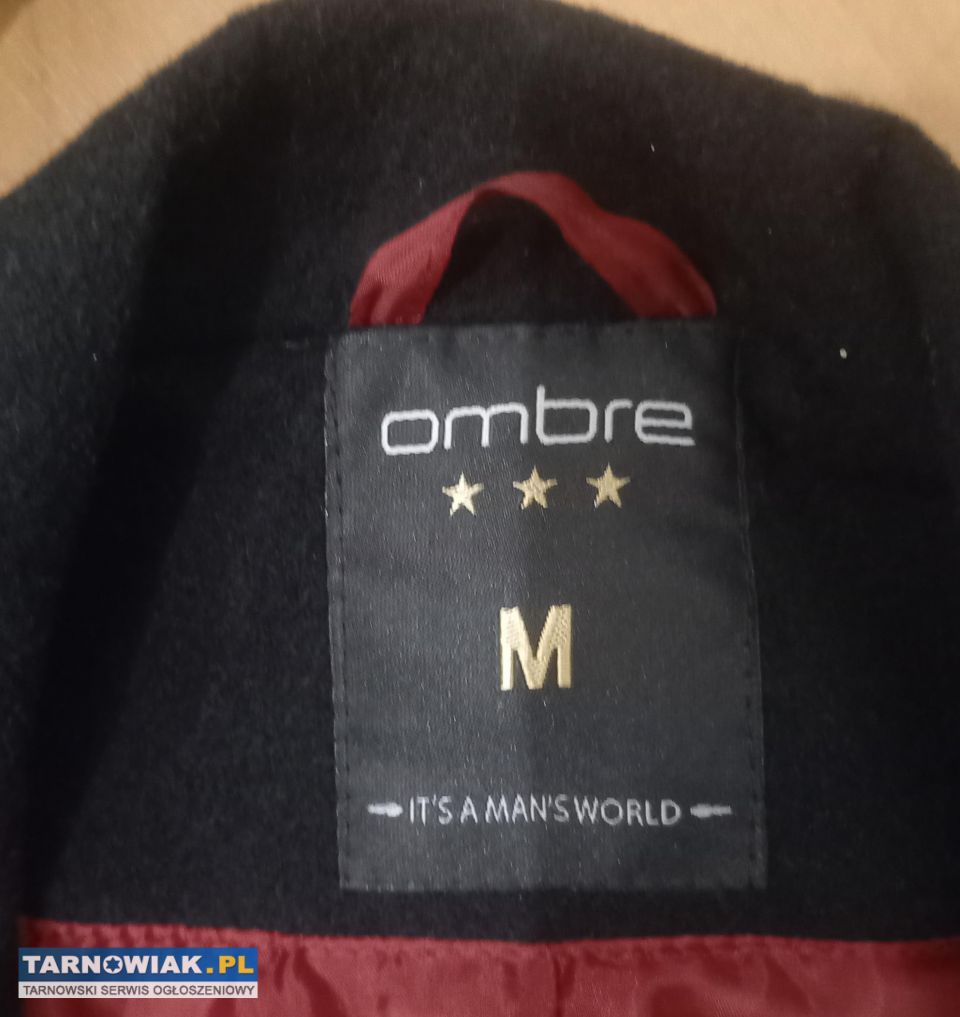 ombre
M
IT'S A MAN'S WORLD
TARNOWIAK.PL
TARNOWSKI SERWIS OGŁOSZENIOWY